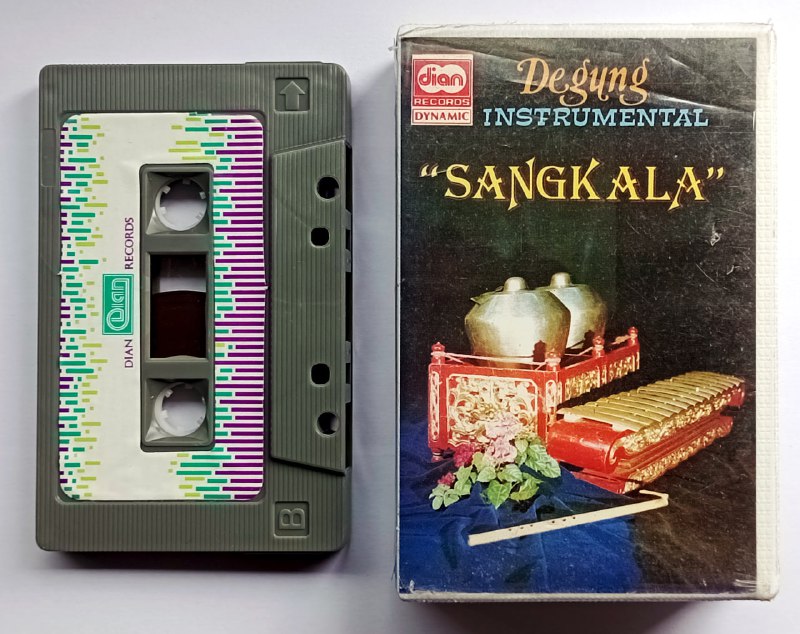 DIAN
dian
RECORDS
B
dian
RECORDS
DYNAMIC
Degung
INSTRUMENTAL
"SANGKALA"